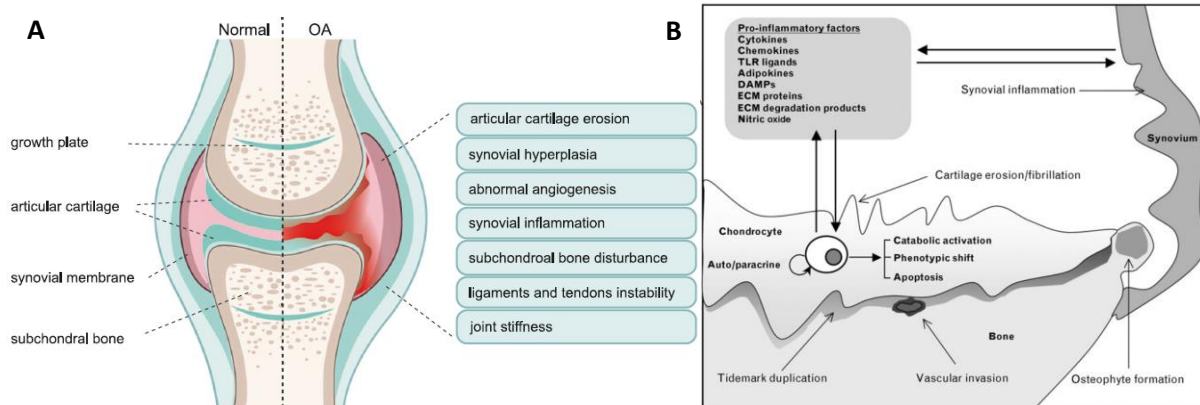 A
Normal
OA
growth plate
articular cartilage
synovial membrane
subchondral bone
articular cartilage erosion
synovial hyperplasia
abnormal angiogenesis
synovial inflammation
subchondroal bone disturbance
ligaments and tendons instability
joint stiffness
B
Pro-inflammatory factors
Cytokines
Chemokines
TLR ligands
Adipokines
DAMPs
ECM proteins
ECM degradation products
Nitric oxide
Synovial inflammation
Synovium
Cartilage erosion/fibrillation
Chondrocyte
Auto/paracrine
Catabolic activation
Phenotypic shift
Apoptosis
Bone
Tidemark duplication
Vascular invasion
Osteophyte formation